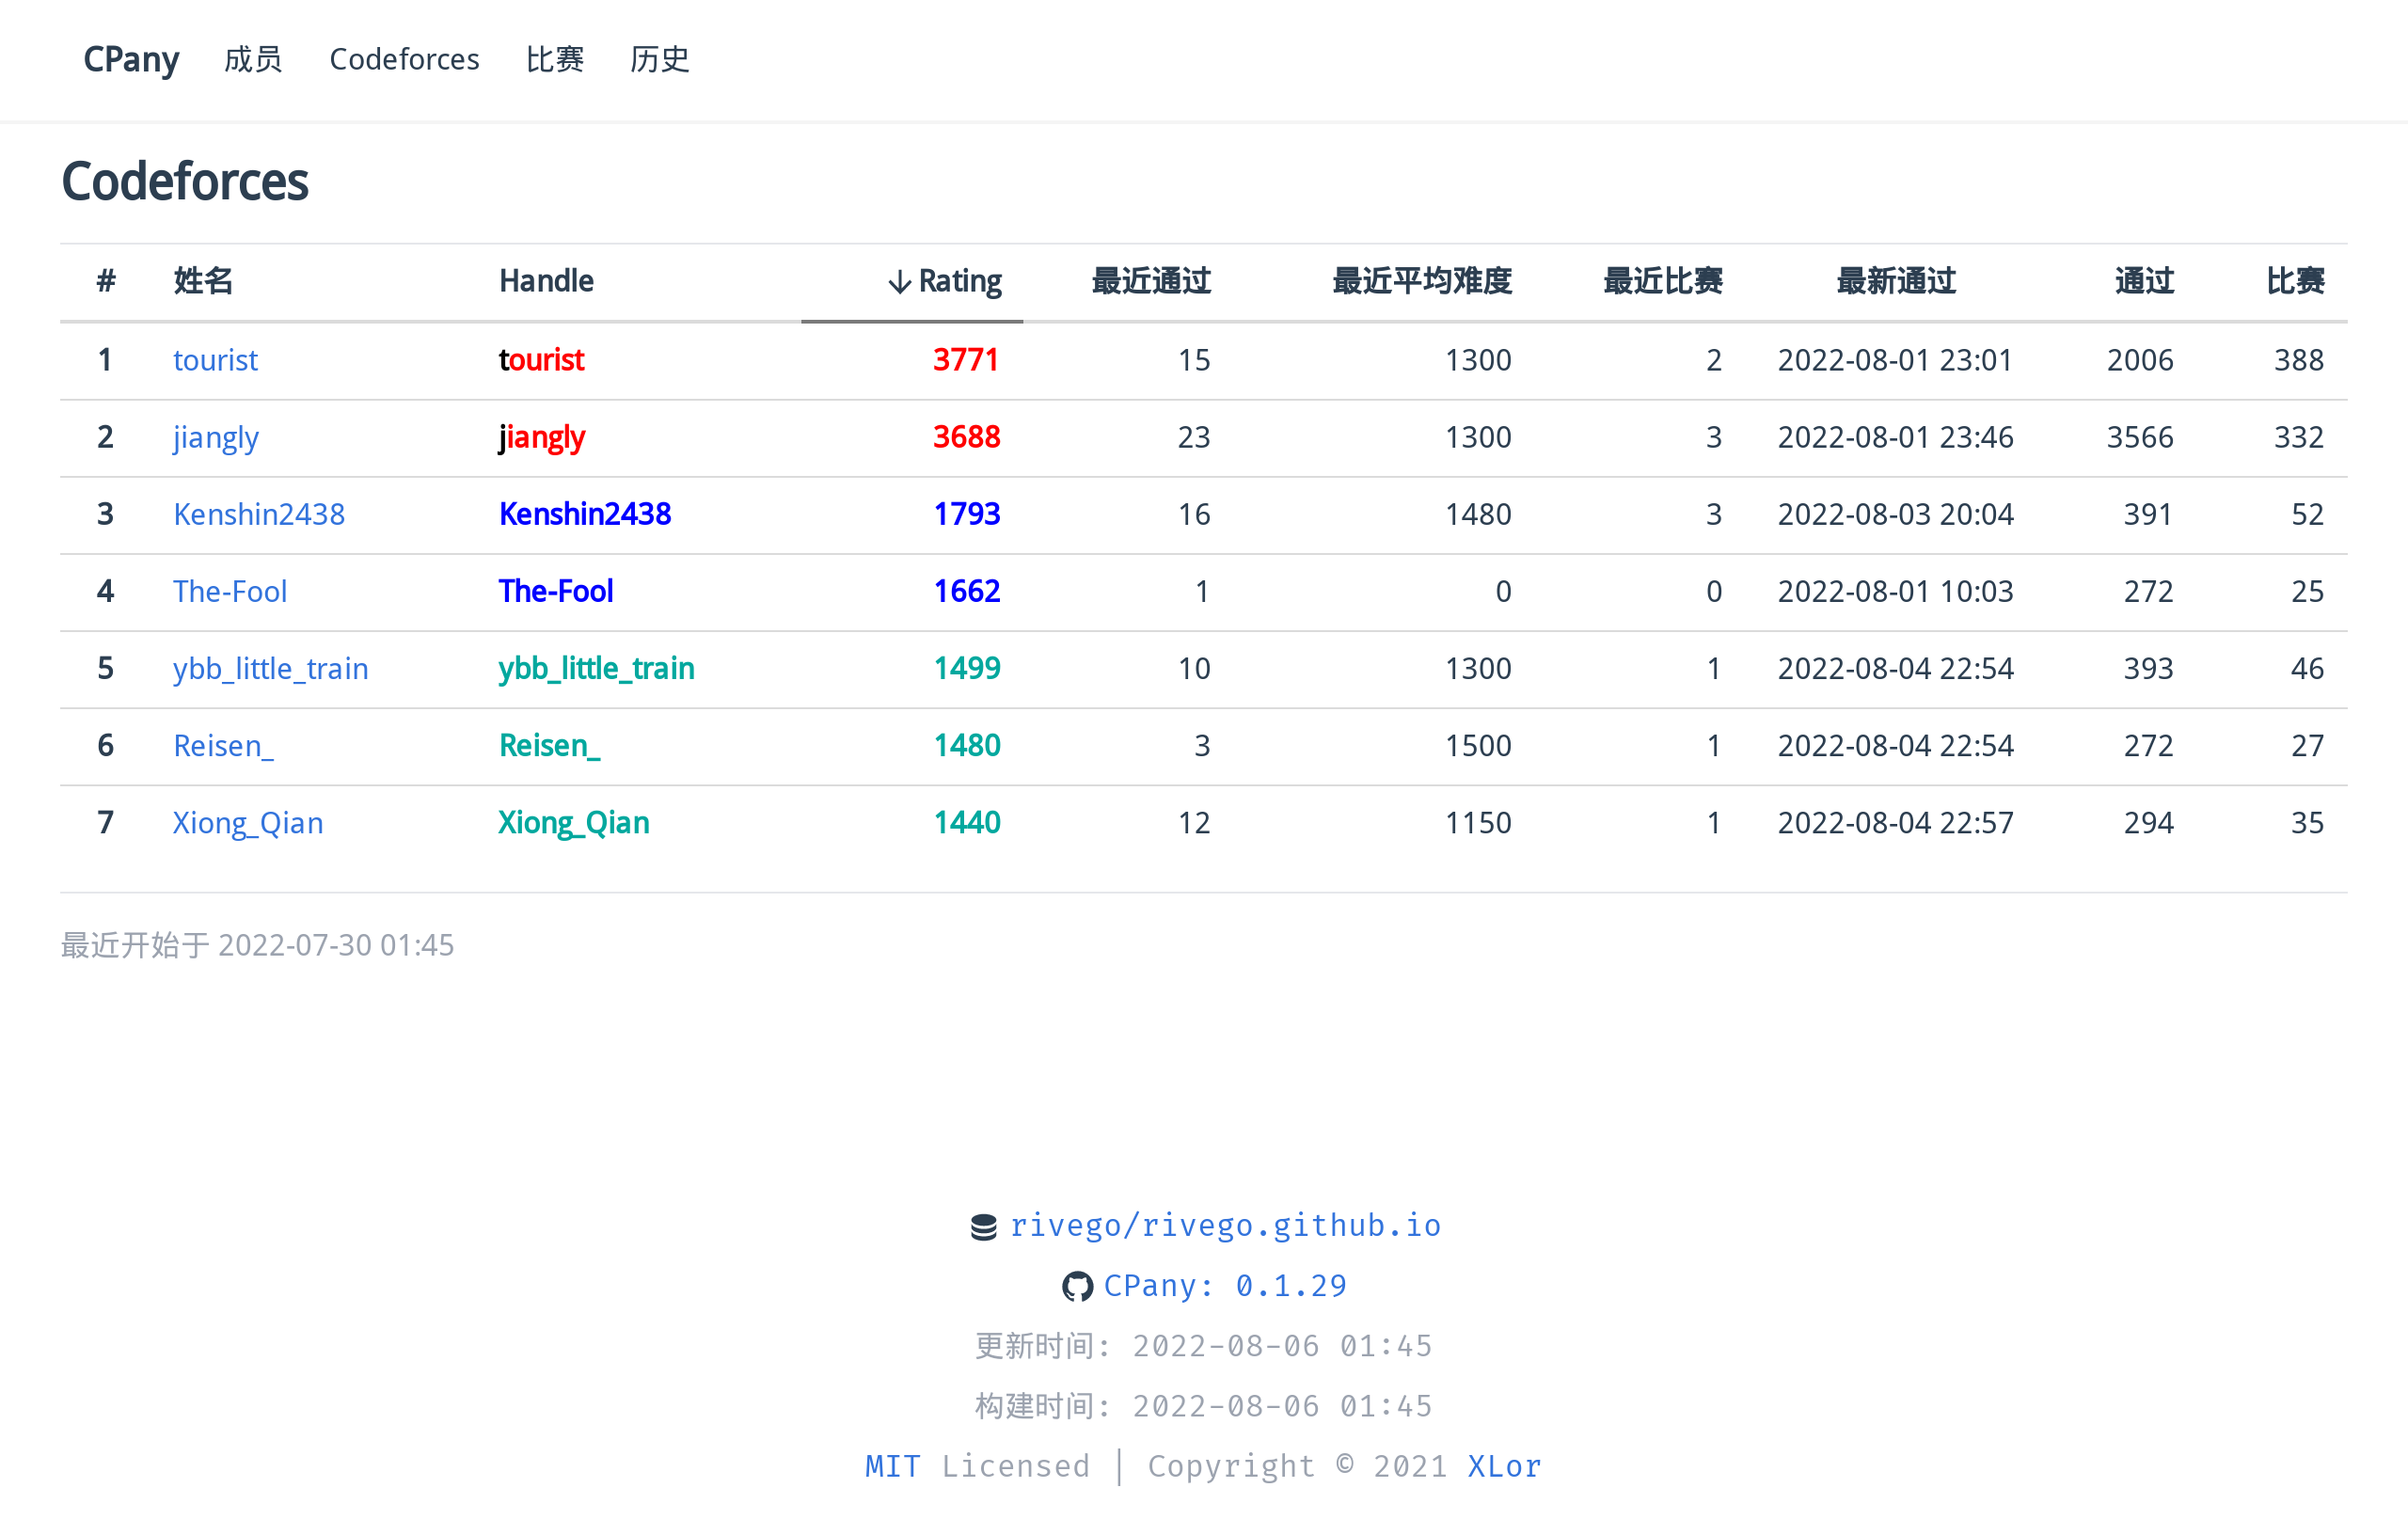 CPany 成员 Codeforces 比赛 历史
Codeforces
# 姓名 Handle ↓ Rating 最近通过 最近平均难度 最近比赛 最新通过 通过 比赛
1 tourist tourist 3771 15 1300 2 2022-08-01 23:01 2006 388
2 jiangly jiangly 3688 23 1300 3 2022-08-01 23:46 3566 332
3 Kenshin2438 Kenshin2438 1793 16 1480 3 2022-08-03 20:04 391 52
4 The-Fool The-Fool 1662 1 0 0 2022-08-01 10:03 272 25
5 ybb_little_train ybb_little_train 1499 10 1300 1 2022-08-04 22:54 393 46
6 Reisen_ Reisen_ 1480 3 1500 1 2022-08-04 22:54 272 27
7 Xiong_Qian Xiong_Qian 1440 12 1150 1 2022-08-04 22:57 294 35
最近开始于 2022-07-30 01:45
rivego/rivego.github.io
CPany: 0.1.29
更新时间: 2022-08-06 01:45
构建时间: 2022-08-06 01:45
MIT Licensed | Copyright © 2021 XLor